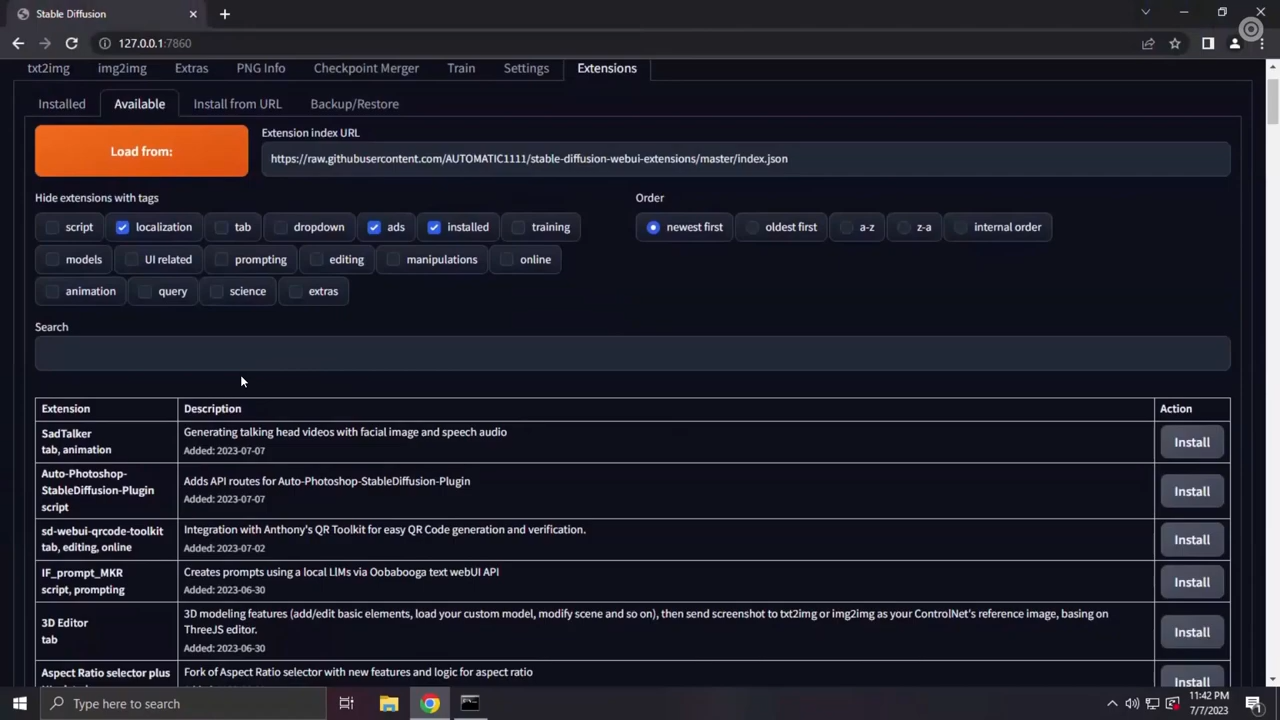 Stable Diffusion
127.0.0.1:7860
txt2img img2img Extras PNG Info Checkpoint Merger Train Settings Extensions
Installed Available Install from URL Backup/Restore
Load from:
Extension index URL
https://raw.githubusercontent.com/AUTOMATIC1111/stable-diffusion-webui-extensions/master/index.json
Hide extensions with tags
Order
script localization tab dropdown ads installed training
newest first oldest first a-z z-a internal order
models UI related prompting editing manipulations online
animation query science extras
Search
Extension Description Action
SadTalker
tab, animation
Generating talking head videos with facial image and speech audio
Added: 2023-07-07
Install
Auto-Photoshop-
StableDiffusion-Plugin
script
Adds API routes for Auto-Photoshop-StableDiffusion-Plugin
Added: 2023-07-07
Install
sd-webui-qrcode-toolkit
tab, editing, online
Integration with Anthony's QR Toolkit for easy QR Code generation and verification.
Added: 2023-07-02
Install
IF_prompt_MKR
script, prompting
Creates prompts using a local LlMs via Oobabooga text webUI API
Added: 2023-06-30
Install
3D Editor
tab
3D modeling features (add/edit basic elements, load your custom model, modify scene and so on), then send screenshot to txt2img or img2img as your ControlNet's reference image, basing on
ThreeJS editor.
Added: 2023-06-30
Install
Aspect Ratio selector plus
Fork of Aspect Ratio selector with new features and logic for aspect ratio
Install
Type here to search
11:42 PM
7/7/2023
1